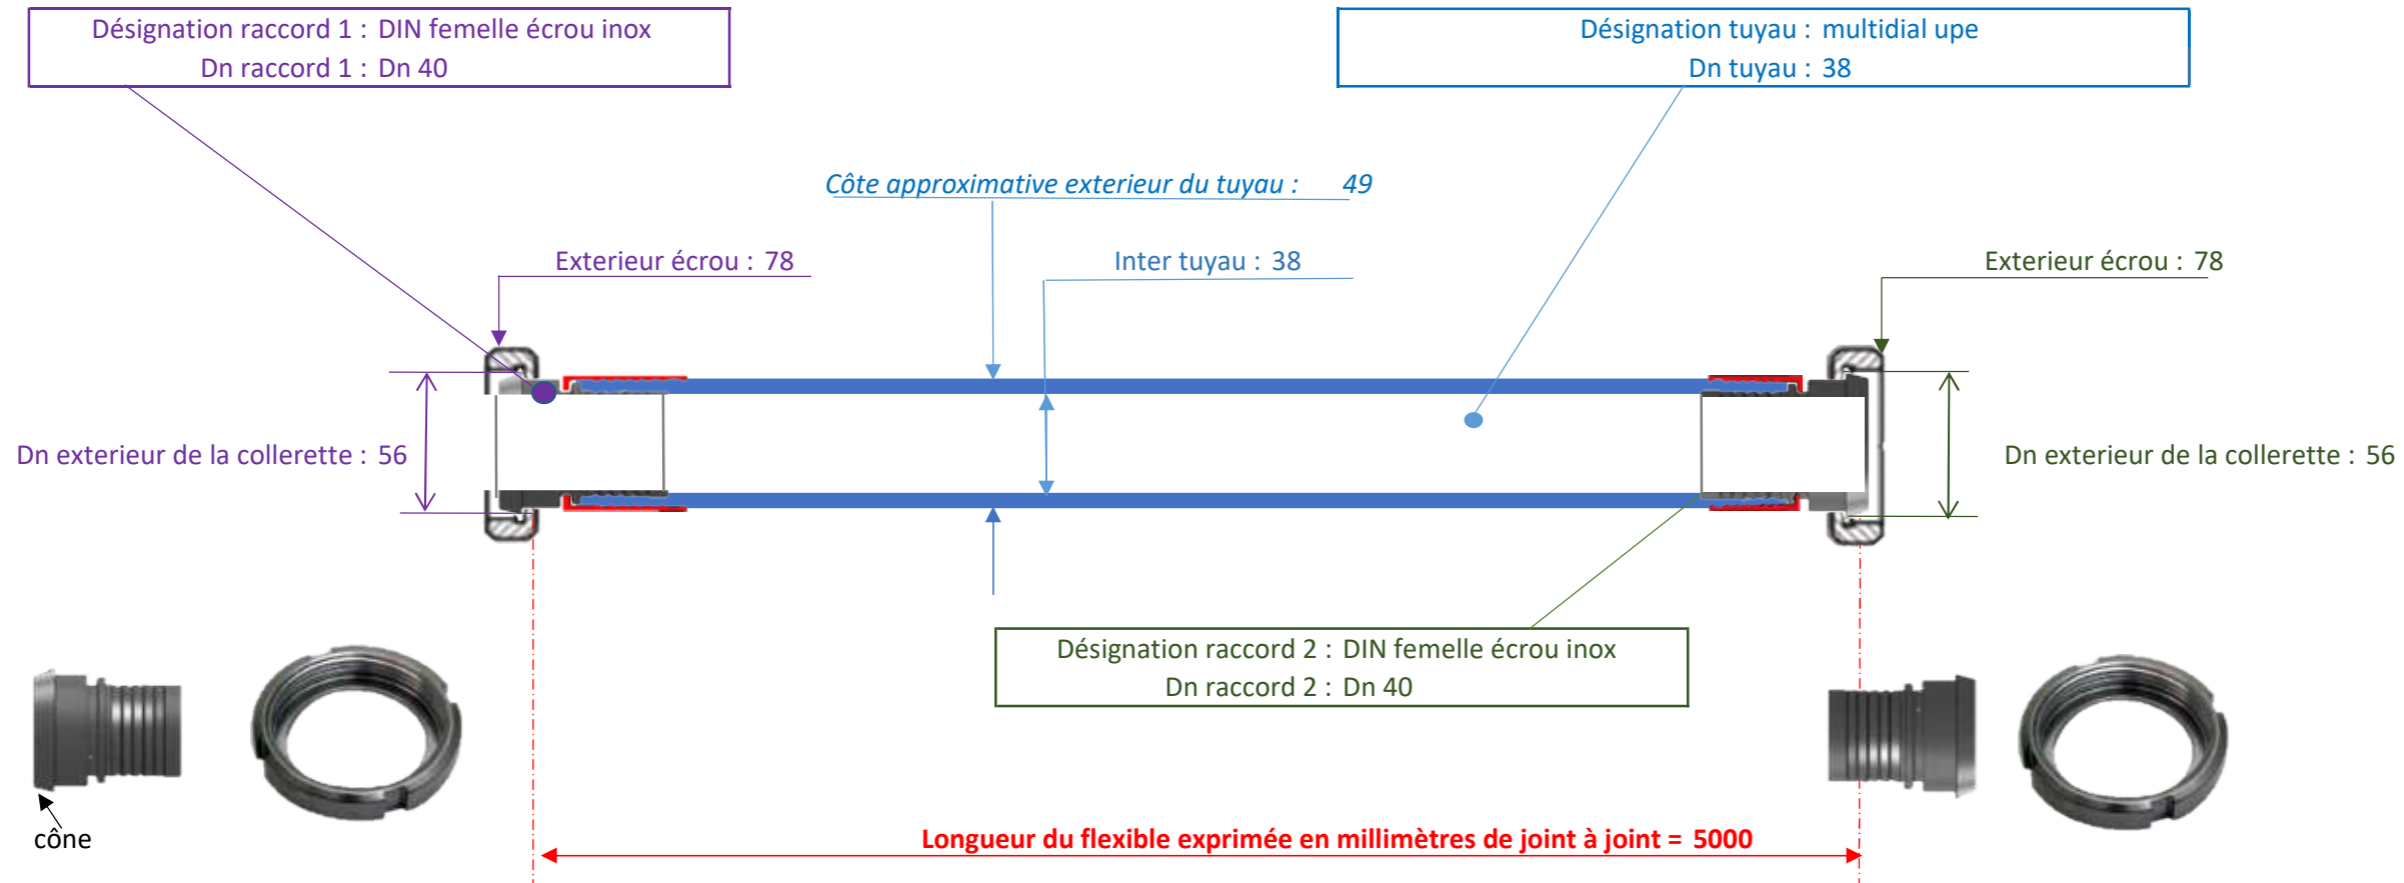 Désignation raccord 1 : DIN femelle écrou inox
Dn raccord 1 : Dn 40
Désignation tuyau : multidial upe
Dn tuyau : 38
Côte approximative exterieur du tuyau : 49
Exterieur écrou : 78
Inter tuyau : 38
Exterieur écrou : 78
Dn exterieur de la collerette : 56
Dn exterieur de la collerette : 56
Désignation raccord 2 : DIN femelle écrou inox
Dn raccord 2 : Dn 40
cône
Longueur du flexible exprimée en millimètres de joint à joint = 5000